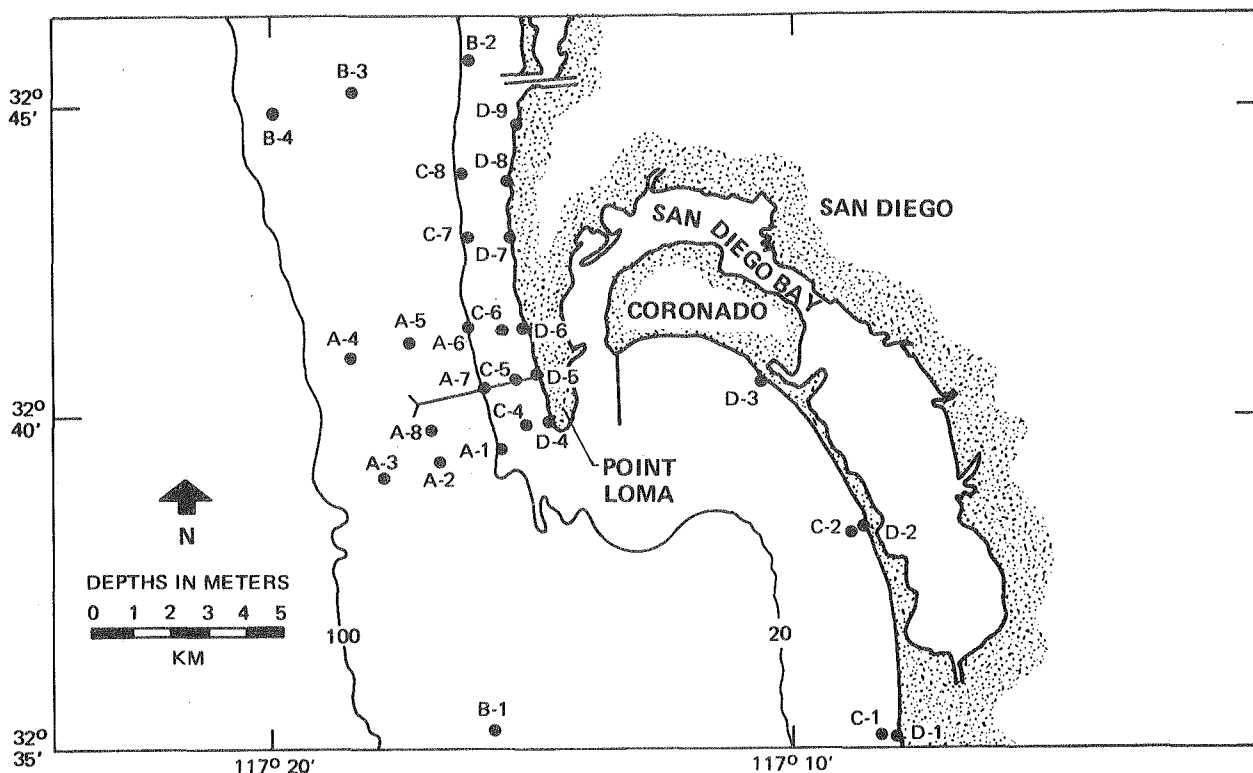 B-2
B-3
32°
45'
B-4
D-9
C-8
D-8
SAN DIEGO
SAN DIEGO BAY
C-7
D-7
CORONADO
A-5
C-6
D-6
A-4
A-6
C-5
A-7
D-5
D-3
32°
40'
C-4
A-8
D-4
A-1
POINT
LOMA
A-3
A-2
N
C-2
D-2
DEPTHS IN METERS
0 1 2 3 4 5
KM
100
20
B-1
C-1
D-1
32°
35'
117° 20'
117° 10'